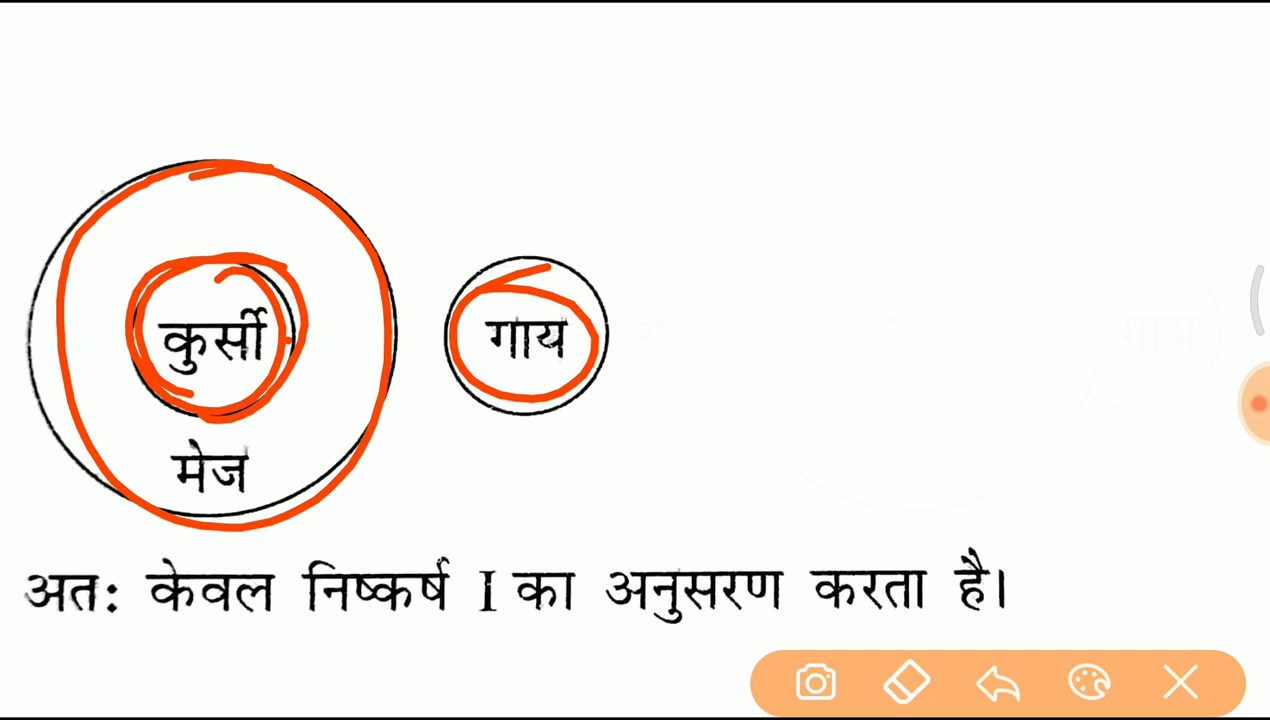 कुर्सी
गाय
मेज
अतः केवल निष्कर्ष I का अनुसरण करता है।